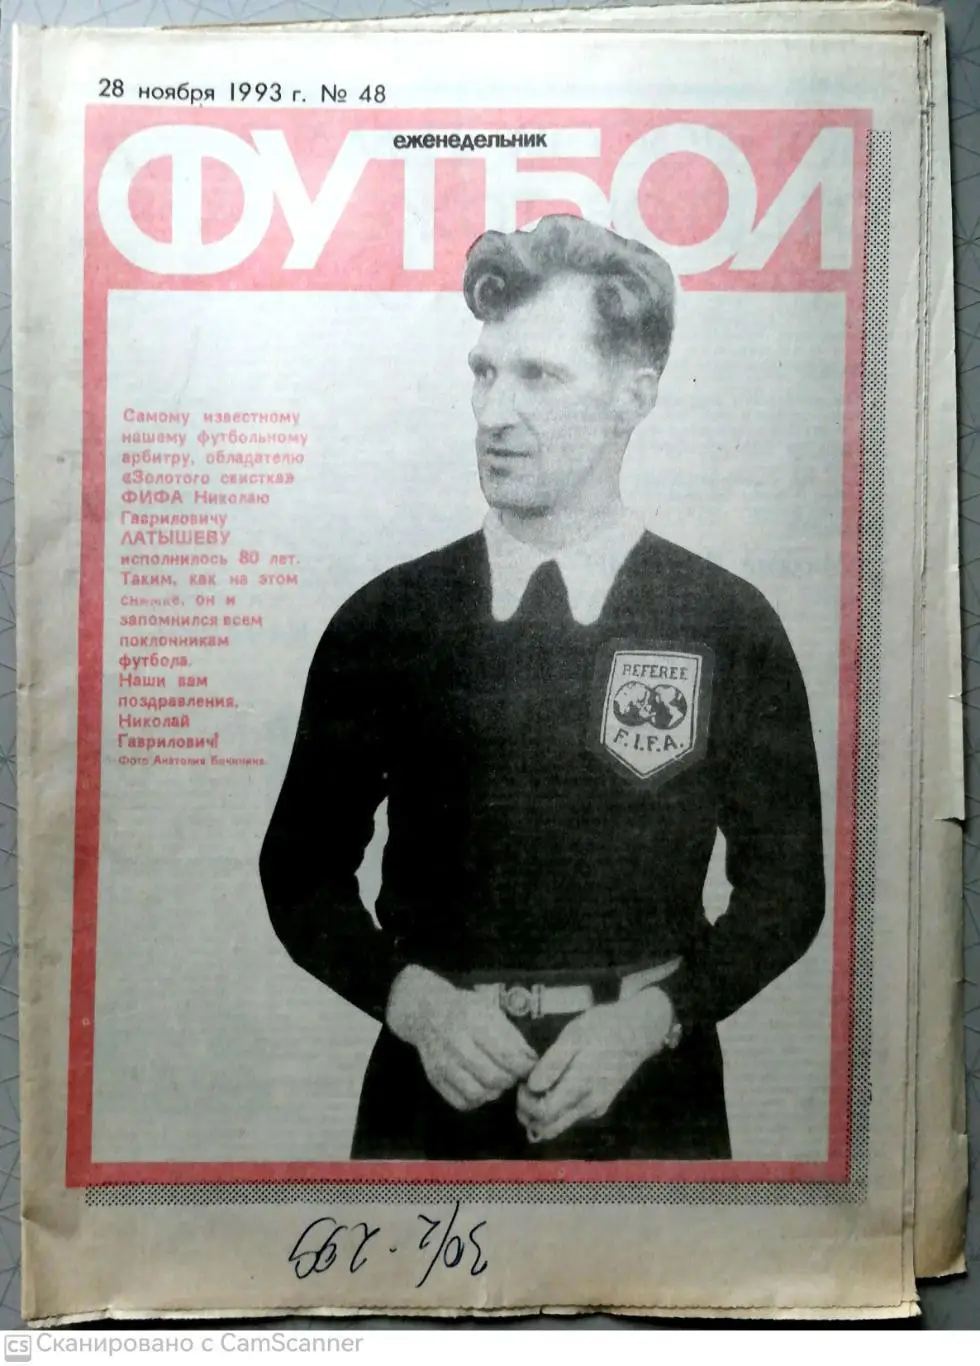 28 ноября 1993 г. № 48
еженедельник
ФУТБОЛ
Самому известному
нашему футбольному
арбитру, обладателю
«Золотого свистка»
ФИФА Николаю
Гавриловичу
ЛАТЫШЕВУ
исполнилось 80 лет.
Таким, как на этом
снимке, он и
запомнился всем
поклонникам
футбола.
Наши вам
поздравления,
Николай
Гаврилович!
Фото Анатолия Бочинина.
REFEREE
F.I.F.A.
CS Сканировано с CamScanner